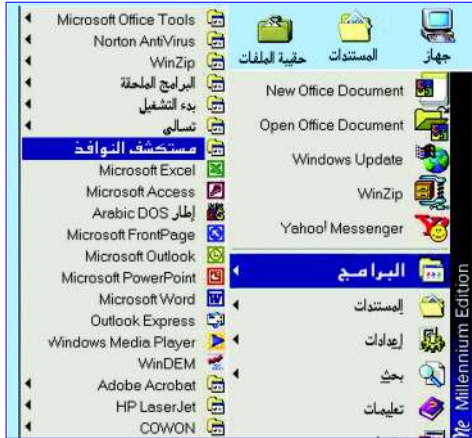 جهاز
المستندات
حقيبة الملفات
New Office Document
Open Office Document
Windows Update
WinZip
Yahoo! Messenger
البرامج
المستندات
إعدادات
بحث
تعليمات
Me Millennium Edition
Microsoft Office Tools
Norton AntiVirus
WinZip
البرامج الملحقة
بدء التشغيل
تسالي
مستكشف النوافذ
Microsoft Excel
Microsoft Access
إطار Arabic DOS
Microsoft FrontPage
Microsoft Outlook
Microsoft PowerPoint
Microsoft Word
Outlook Express
Windows Media Player
WinDEM
Adobe Acrobat
HP LaserJet
COWON